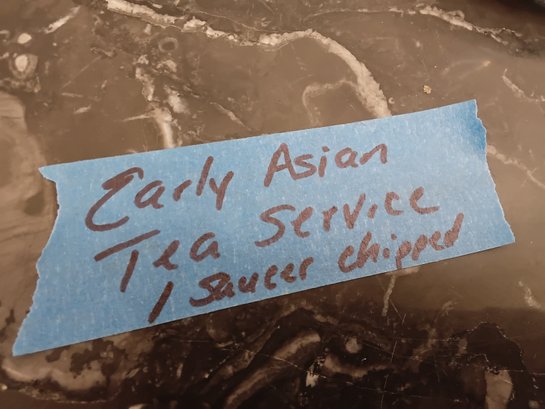 Early Asian
Tea Service
1 Saucer chipped